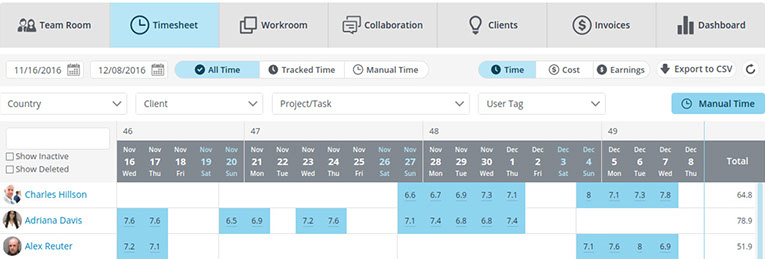 Team Room Timesheet Workroom Collaboration Clients Invoices Dashboard
11/16/2016 12/08/2016 All Time Tracked Time Manual Time Time Cost Earnings Export to CSV
Country Client Project/Task User Tag Manual Time
46 47 48 49
Nov Nov Nov Nov Nov Nov Nov Nov Nov Nov Nov Nov Nov Nov Nov Dec Dec Dec Dec Dec Dec Dec Dec
16 17 18 19 20 21 22 23 24 25 26 27 28 29 30 1 2 3 4 5 6 7 8 Total
Wed Thu Fri Sat Sun Mon Tue Wed Thu Fri Sat Sun Mon Tue Wed Thu Fri Sat Sun Mon Tue Wed Thu
Show Inactive
Show Deleted
Charles Hillson 6.6 6.7 6.9 7.3 7.1 8 7.1 7.3 7.8 64.8
Adriana Davis 7.6 7.6 6.5 6.9 7.2 7.6 7.1 7.4 6.8 6.8 7.4 78.9
Alex Reuter 7.2 7.1 7.1 7.6 8 6.9 51.9